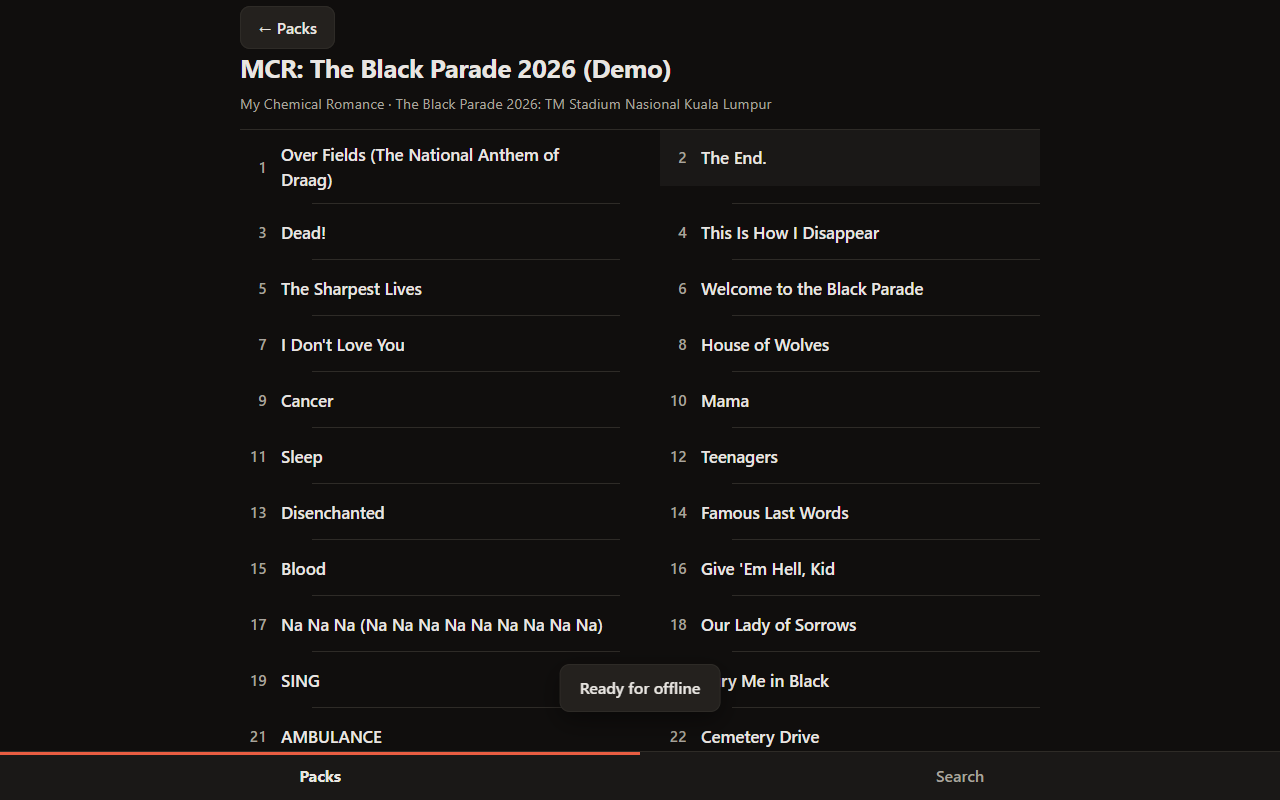 ← Packs
MCR: The Black Parade 2026 (Demo)
My Chemical Romance · The Black Parade 2026: TM Stadium Nasional Kuala Lumpur
1 Over Fields (The National Anthem of
Draag)
2 The End.
3 Dead!
4 This Is How I Disappear
5 The Sharpest Lives
6 Welcome to the Black Parade
7 I Don't Love You
8 House of Wolves
9 Cancer
10 Mama
11 Sleep
12 Teenagers
13 Disenchanted
14 Famous Last Words
15 Blood
16 Give 'Em Hell, Kid
17 Na Na Na (Na Na Na Na Na Na Na Na Na)
18 Our Lady of Sorrows
19 SING
ry Me in Black
Ready for offline
21 AMBULANCE
22 Cemetery Drive
Packs
Search